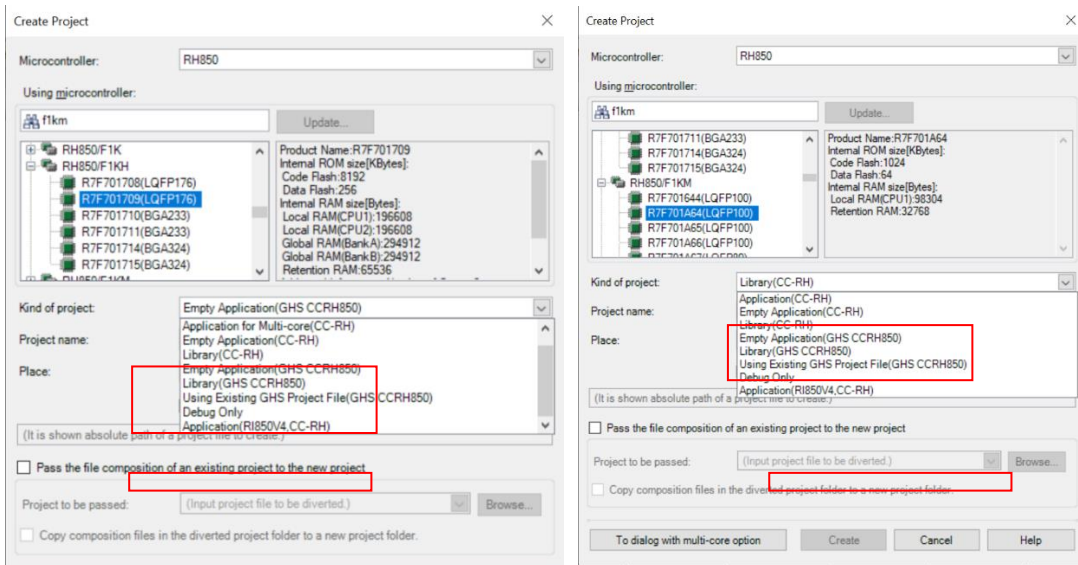 Create Project
Microcontroller:
RH850
Using microcontroller:
f1km
Update...
RH850/F1K
RH850/F1KH
R7F701708(LQFP176)
R7F701709(LQFP176)
R7F701710(BGA233)
R7F701711(BGA233)
R7F701714(BGA324)
R7F701715(BGA324)
RH850/F1KM
Product Name:R7F701709
Internal ROM size[KBytes]:
Code Flash:8192
Data Flash:256
Internal RAM size[Bytes]:
Local RAM(CPU1):196608
Local RAM(CPU2):196608
Global RAM(BankA):294912
Global RAM(BankB):294912
Retention RAM:65536
Kind of project:
Empty Application(GHS CCRH850)
Application for Multi-core(CC-RH)
Empty Application(CC-RH)
Library(CC-RH)
Empty Application(GHS CCRH850)
Library(GHS CCRH850)
Using Existing GHS Project File(GHS CCRH850)
Debug Only
Application(RI850V4,CC-RH)
Project name:
Place:
(It is shown absolute path of a project file to create.)
Pass the file composition of an existing project to the new project
Project to be passed:
(Input project file to be diverted.)
Browse...
Copy composition files in the diverted project folder to a new project folder.
Create Project
Microcontroller:
RH850
Using microcontroller:
f1km
Update...
R7F701711(BGA233)
R7F701714(BGA324)
R7F701715(BGA324)
RH850/F1KM
R7F701644(LQFP100)
R7F701A64(LQFP100)
R7F701A65(LQFP100)
R7F701A66(LQFP100)
Product Name:R7F701A64
Internal ROM size[KBytes]:
Code Flash:1024
Data Flash:64
Internal RAM size[Bytes]:
Local RAM(CPU1):98304
Retention RAM:32768
Kind of project:
Library(CC-RH)
Application(CC-RH)
Empty Application(CC-RH)
Library(CC-RH)
Empty Application(GHS CCRH850)
Library(GHS CCRH850)
Using Existing GHS Project File(GHS CCRH850)
Debug Only
Application(RI850V4,CC-RH)
Project name:
Place:
(It is shown absolute path of a project file to create.)
Pass the file composition of an existing project to the new project
Project to be passed:
(Input project file to be diverted.)
Browse...
Copy composition files in the diverted project folder to a new project folder.
To dialog with multi-core option
Create
Cancel
Help